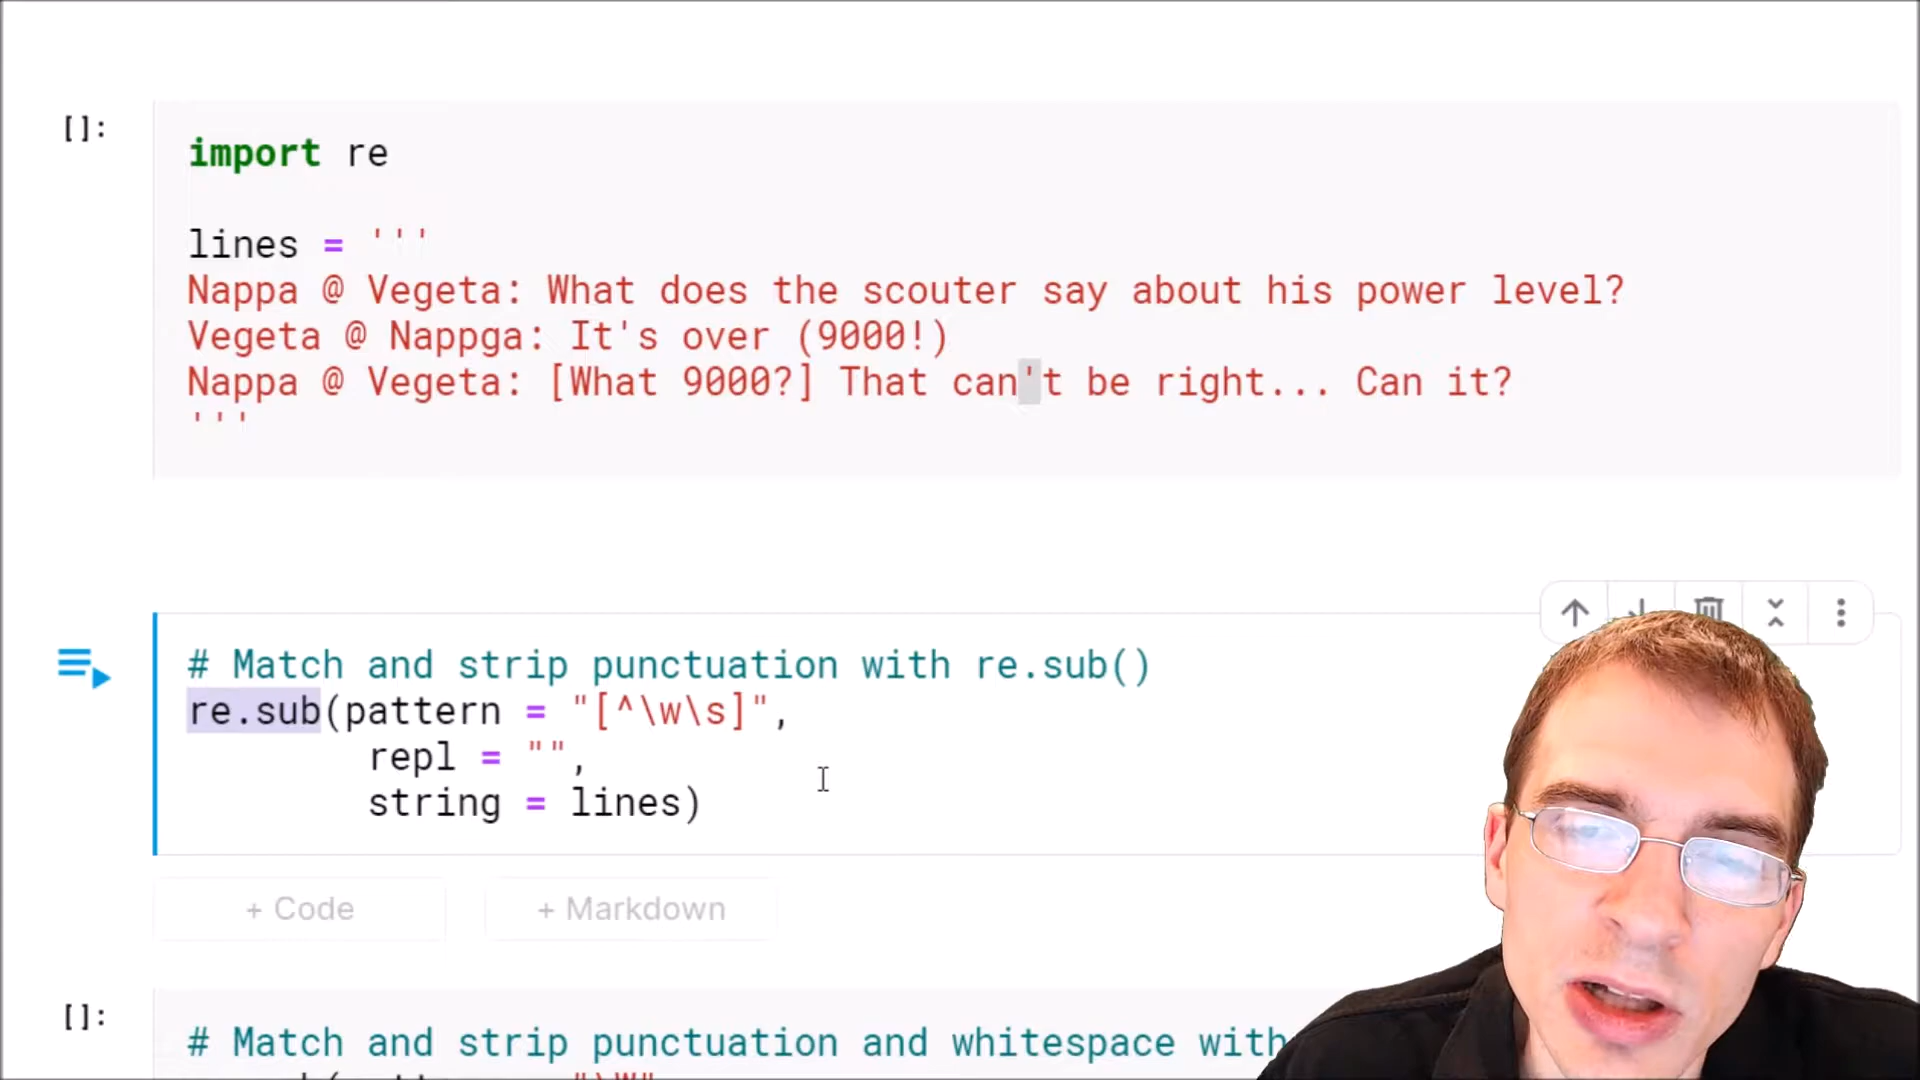 []:
import re
lines = '''
Nappa @ Vegeta: What does the scouter say about his power level?
Vegeta @ Nappga: It's over (9000!)
Nappa @ Vegeta: [What 9000?] That can't be right... Can it?
'''
# Match and strip punctuation with re.sub()
re.sub(pattern = "[^\w\s]",
repl = "",
string = lines)
+ Code
+ Markdown
[]:
# Match and strip punctuation and whitespace with